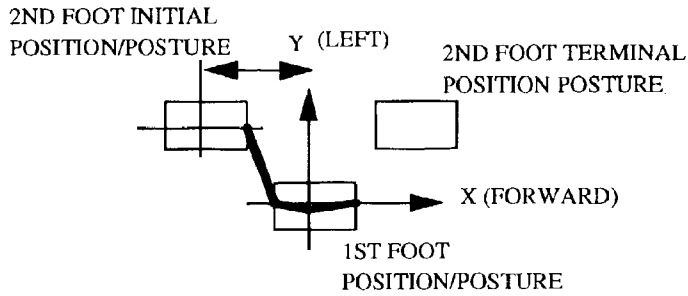 2ND FOOT INITIAL
POSITION/POSTURE
Y (LEFT)
2ND FOOT TERMINAL
POSITION POSTURE
X (FORWARD)
1ST FOOT
POSITION/POSTURE